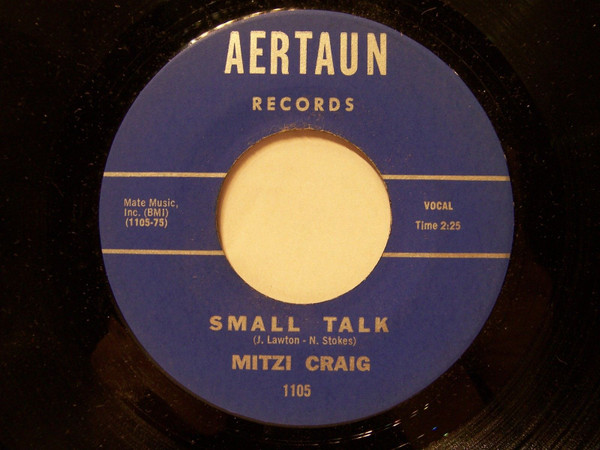 AERTAUN
RECORDS
Mate Music,
Inc. (BMI)
(1105-75)
VOCAL
Time 2:25
SMALL TALK
(J. Lawton - N. Stokes)
MITZI CRAIG
1105